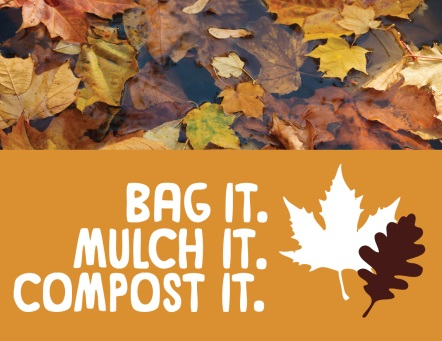 BAG IT.
MULCH IT.
COMPOST IT.